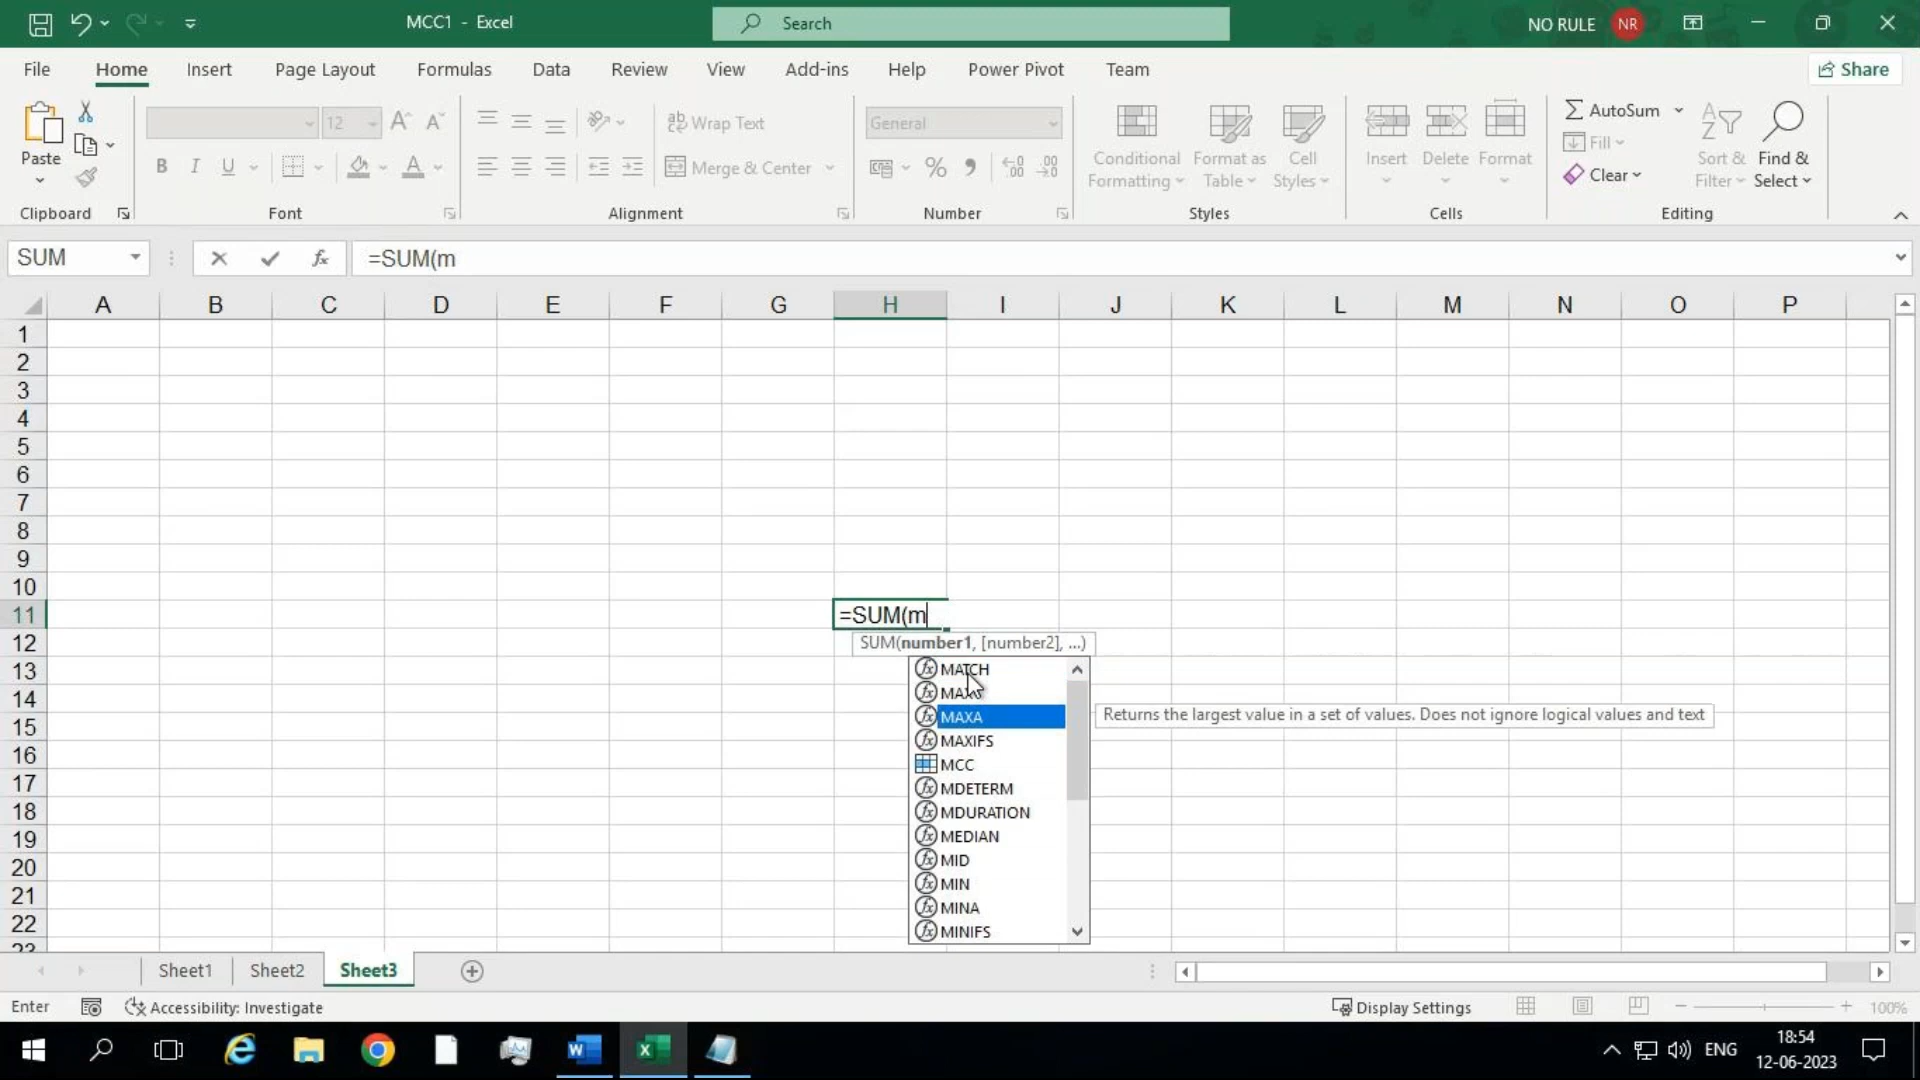 MCC1 - Excel
Search
NO RULE
NR
File
Home
Insert
Page Layout
Formulas
Data
Review
View
Add-ins
Help
Power Pivot
Team
Share
Paste
12
A A
Wrap Text
General
B I U
A
Merge & Center
%
Conditional Formatting
Format as Table
Cell Styles
Insert
Delete
Format
AutoSum
Fill
Clear
Sort & Filter
Find & Select
Clipboard
Font
Alignment
Number
Styles
Cells
Editing
SUM
fx
=SUM(m
A B C D E F G H I J K L M N O P
1
2
3
4
5
6
7
8
9
10
11
=SUM(m
12
SUM(number1, [number2], ...)
13
MATCH
14
MAX
15
MAXA
Returns the largest value in a set of values. Does not ignore logical values and text
16
MAXIFS
MCC
17
MDETERM
18
MDURATION
19
MEDIAN
20
MID
21
MIN
22
MINA
23
MINIFS
Sheet1
Sheet2
Sheet3
Enter
Accessibility: Investigate
Display Settings
100%
ENG
18:54
12-06-2023